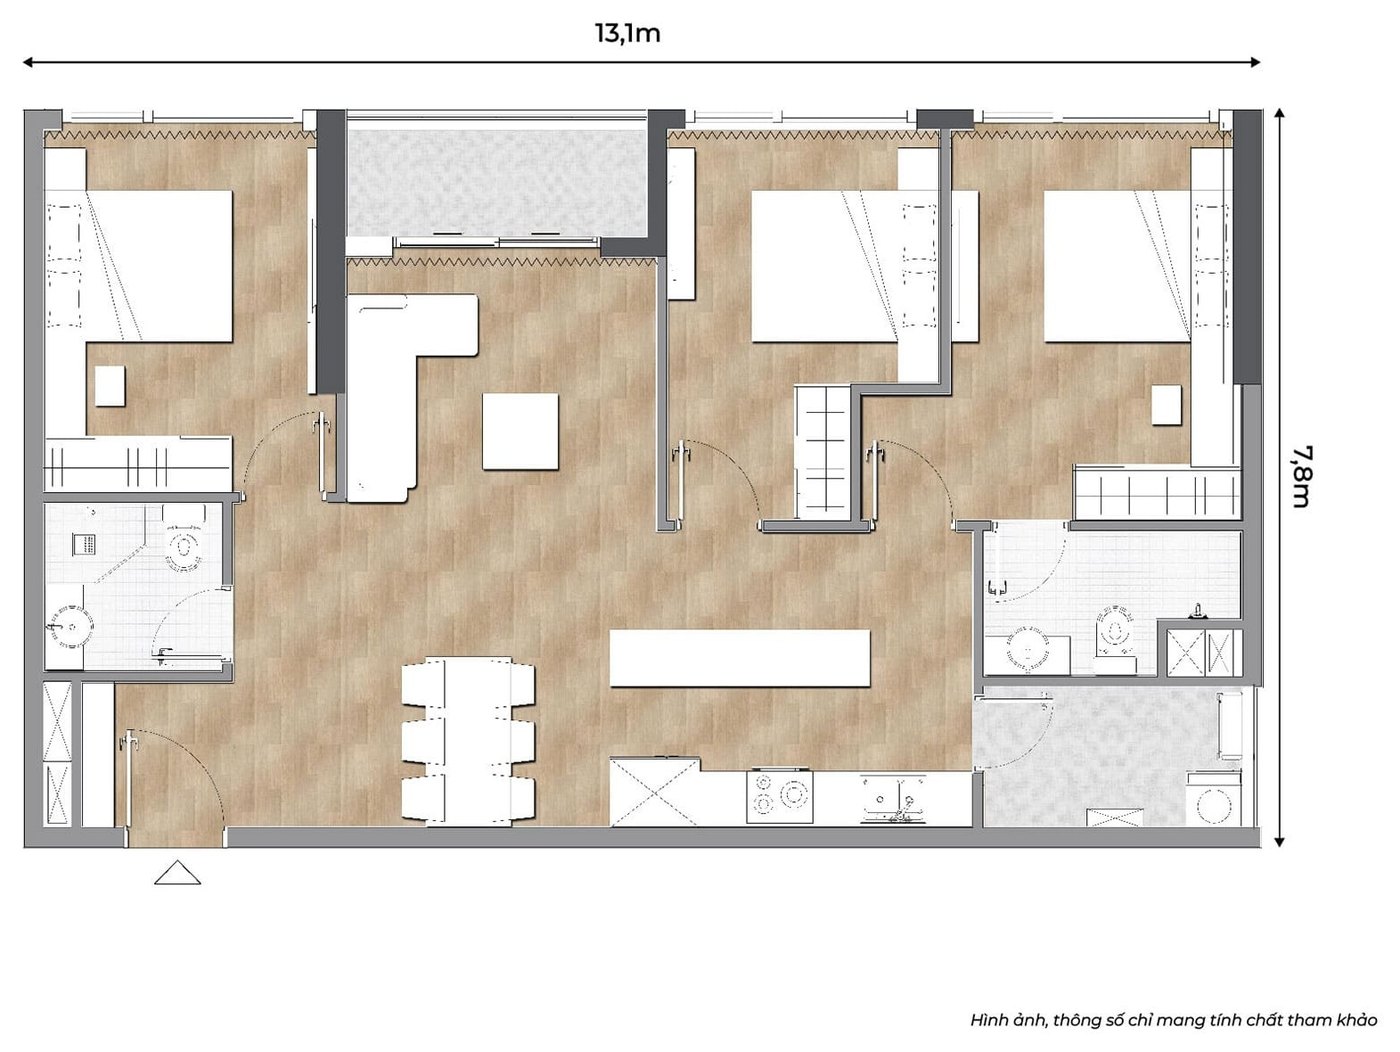 13,1m
7,8m
Hình ảnh, thông số chỉ mang tính chất tham khảo